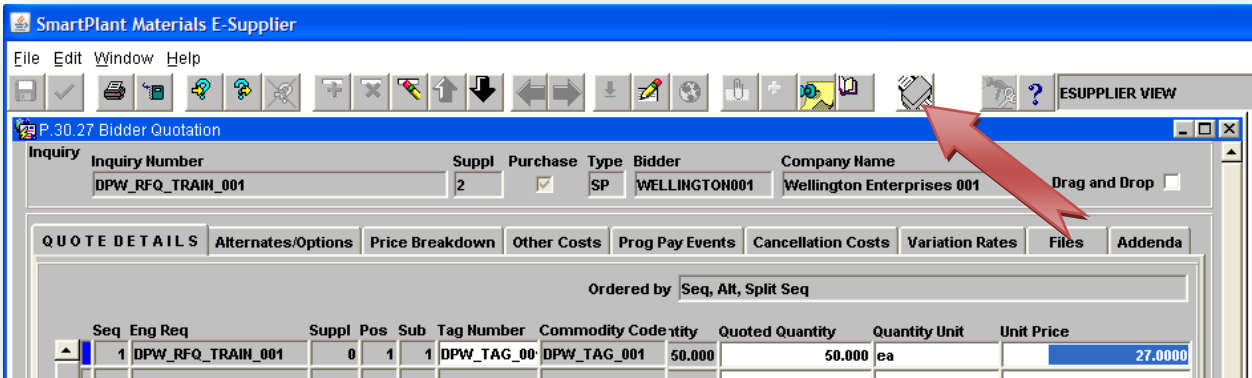 SmartPlant Materials E-Supplier
File Edit Window Help
? ESUPPLIER VIEW
P.30.27 Bidder Quotation
Inquiry
Inquiry Number Suppl Purchase Type Bidder Company Name
DPW_RFQ_TRAIN_001 2 SP WELLINGTON001 Wellington Enterprises 001 Drag and Drop
QUOTE DETAILS Alternates/Options Price Breakdown Other Costs Prog Pay Events Cancellation Costs Variation Rates Files Addenda
Ordered by Seq, Alt, Split Seq
Seq Eng Req Suppl Pos Sub Tag Number Commodity Code ntity Quoted Quantity Quantity Unit Unit Price
1 DPW_RFQ_TRAIN_001 0 1 1 DPW_TAG_00 DPW_TAG_001 50.000 50.000 ea 27.0000